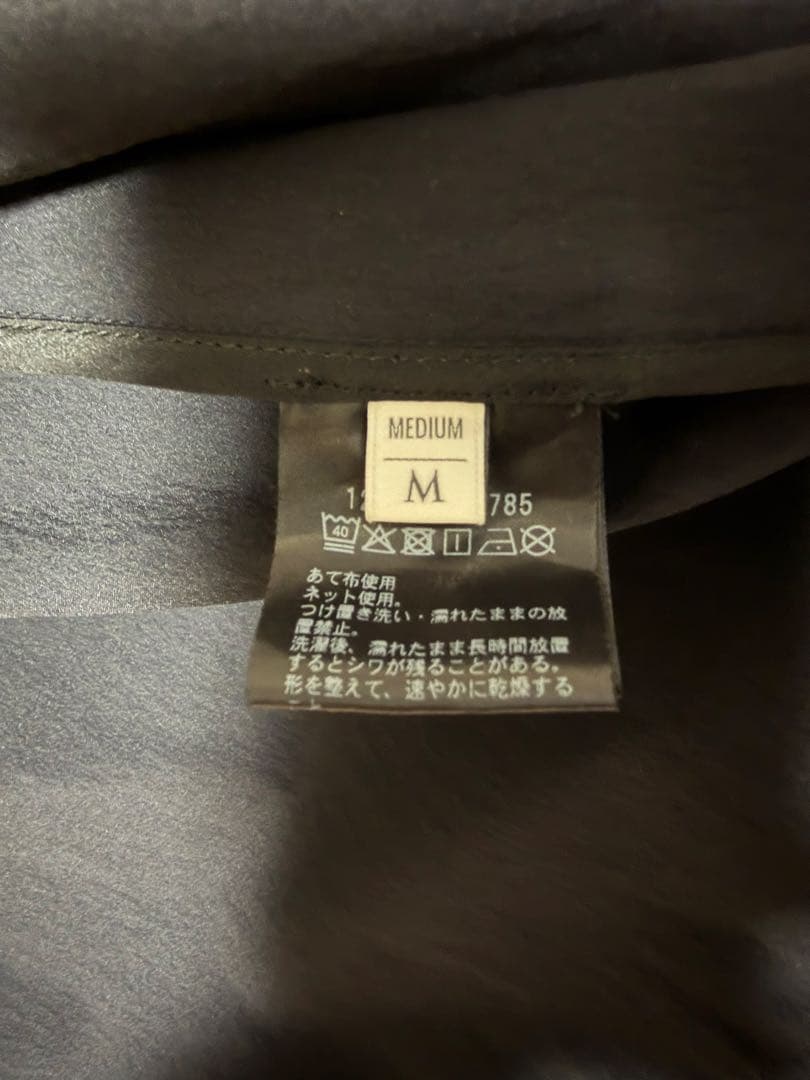 MEDIUM
M
12 785
40
あて布使用
ネット使用。
つけ置き洗い・濡れたままの放
置禁止。
洗濯後、濡れたまま長時間放置
するとシワが残ることがある。
形を整えて、速やかに乾燥する
こと